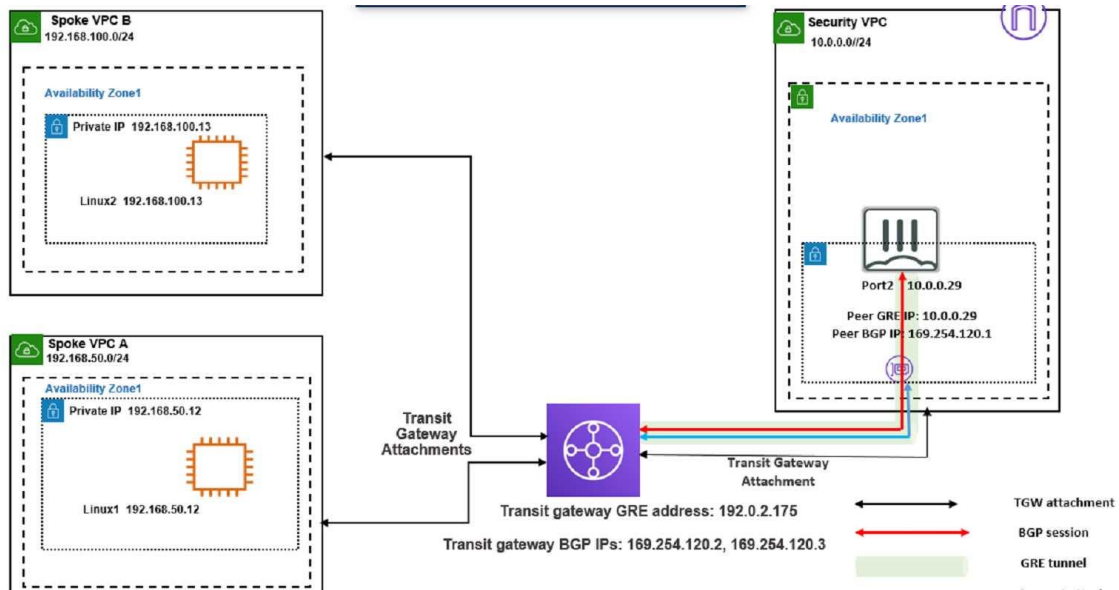 Spoke VPC B
192.168.100.0/24
Availability Zone1
Private IP 192.168.100.13
Linux2 192.168.100.13
Spoke VPC A
192.168.50.0/24
Availability Zone1
Private IP 192.168.50.12
Linux1 192.168.50.12
Transit
Gateway
Attachments
Security VPC
10.0.0.0//24
Availability Zone1
Port2 10.0.0.29
Peer GRE IP: 10.0.0.29
Peer BGP IP: 169.254.120.1
Transit Gateway
Attachment
Transit gateway GRE address: 192.0.2.175
Transit gateway BGP IPs: 169.254.120.2, 169.254.120.3
TGW attachment
BGP session
GRE tunnel